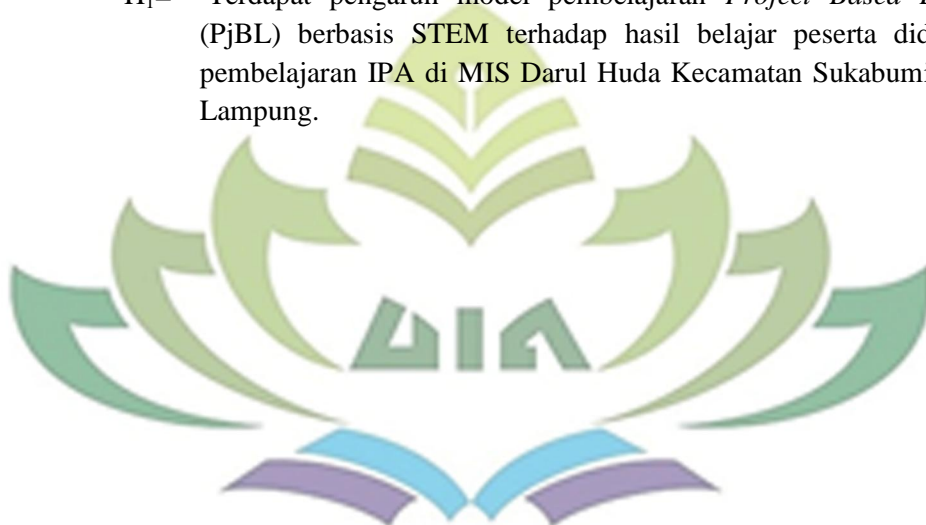 H₁= Terdapat pengaruh model pembelajaran Project Based
(PjBL) berbasis STEM terhadap hasil belajar peserta did
pembelajaran IPA di MIS Darul Huda Kecamatan Sukabumi
Lampung.
UIN